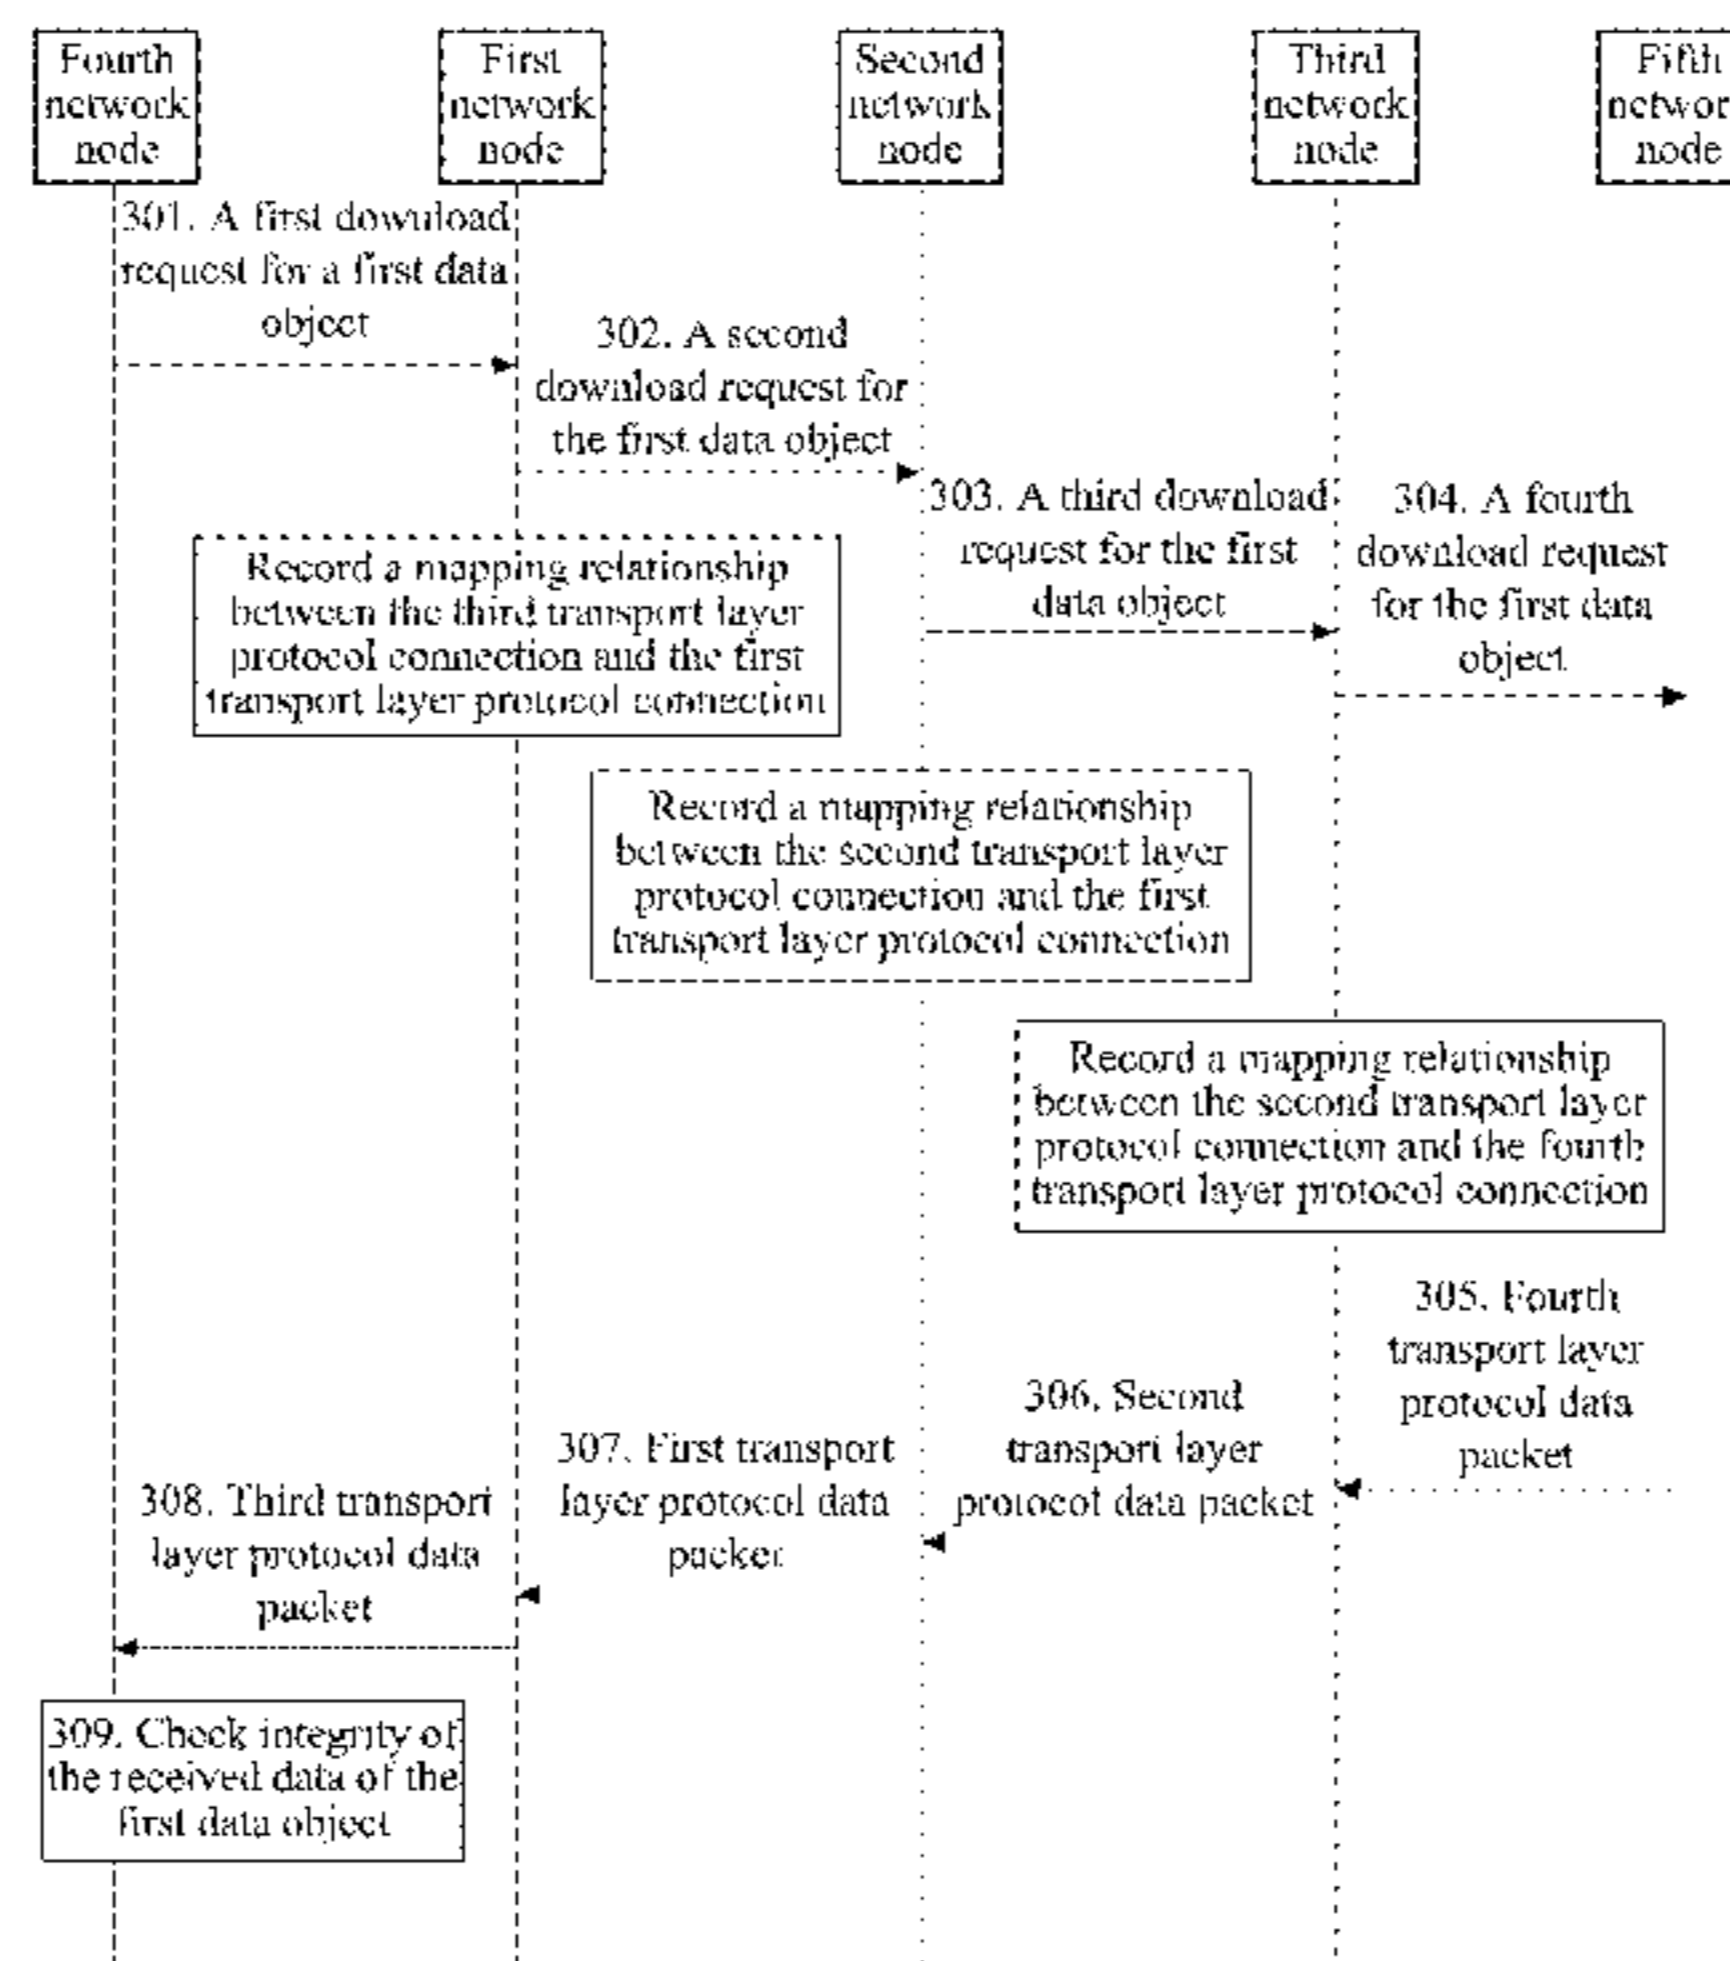 Fourth
network
node
First
network
node
Second
network
node
Third
network
node
Fifth
networ
node
301. A first download
request for a first data
object
302. A second
download request for
the first data object
303. A third download
request for the first
data object
304. A fourth
download request
for the first data
object
Record a mapping relationship
between the third transport layer
protocol connection and the first
transport layer protocol connection
Record a mapping relationship
between the second transport layer
protocol connection and the first
transport layer protocol connection
Record a mapping relationship
between the second transport layer
protocol connection and the fourth
transport layer protocol connection
305. Fourth
transport layer
protocol data
packet
306. Second
transport layer
protocol data packet
307. First transport
layer protocol data
packet
308. Third transport
layer protocol data
packet
309. Check integrity of
the received data of the
first data object